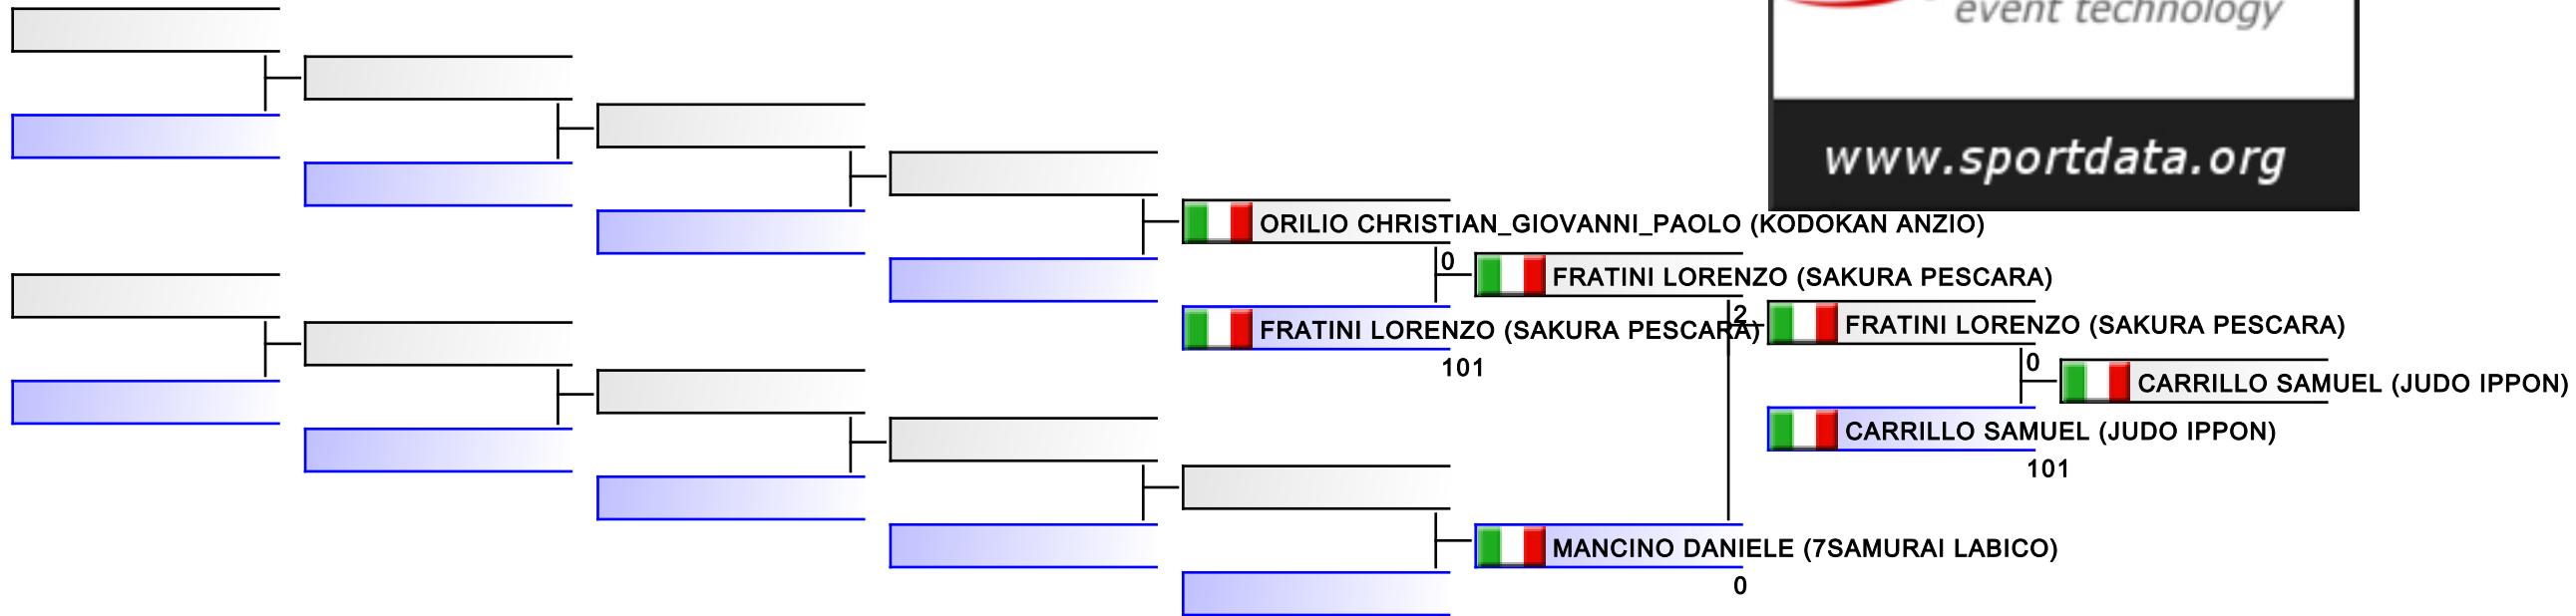 event technology
www.sportdata.org
ORILIO CHRISTIAN_GIOVANNI_PAOLO (KODOKAN ANZIO)
0
FRATINI LORENZO (SAKURA PESCARA)
2
FRATINI LORENZO (SAKURA PESCARA)
FRATINI LORENZO (SAKURA PESCARA)
101
0
CARRILLO SAMUEL (JUDO IPPON)
CARRILLO SAMUEL (JUDO IPPON)
101
MANCINO DANIELE (7SAMURAI LABICO)
0